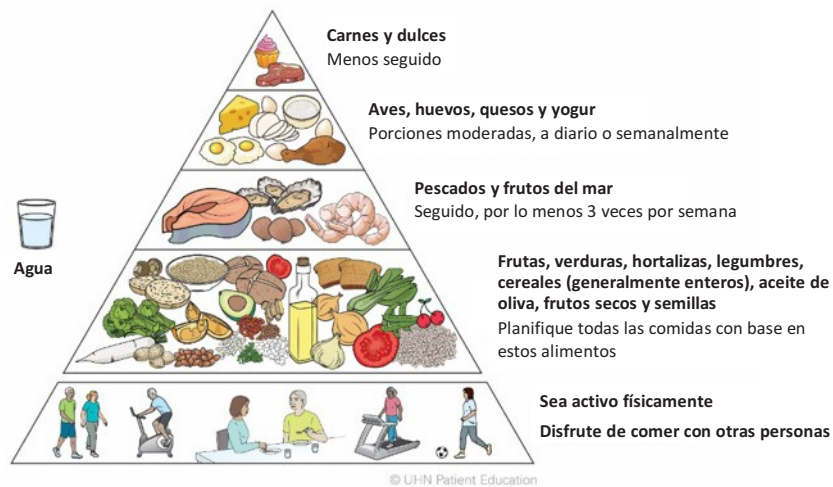 Carnes y dulces
Menos seguido
Aves, huevos, quesos y yogur
Porciones moderadas, a diario o semanalmente
Pescados y frutos del mar
Seguido, por lo menos 3 veces por semana
Agua
Frutas, verduras, hortalizas, legumbres,
cereales (generalmente enteros), aceite de
oliva, frutos secos y semillas
Planifique todas las comidas con base en
estos alimentos
Sea activo físicamente
Disfrute de comer con otras personas
© UHN Patient Education